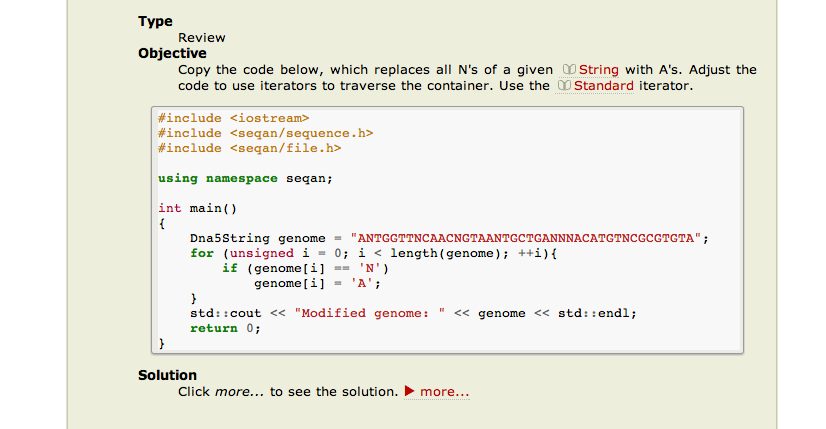 Type
Review
Objective
Copy the code below, which replaces all N's of a given String with A's. Adjust the
code to use iterators to traverse the container. Use the Standard iterator.
#include <iostream>
#include <seqan/sequence.h>
#include <seqan/file.h>
using namespace seqan;
int main()
{
Dna5String genome = "ANTGGTTNCAACNGTAANTGCTGANNNACATGTNCGCGTGTA";
for (unsigned i = 0; i < length(genome); ++i){
if (genome[i] == 'N')
genome[i] = 'A';
}
std::cout << "Modified genome: " << genome << std::endl;
return 0;
}
Solution
Click more... to see the solution. ▶ more...